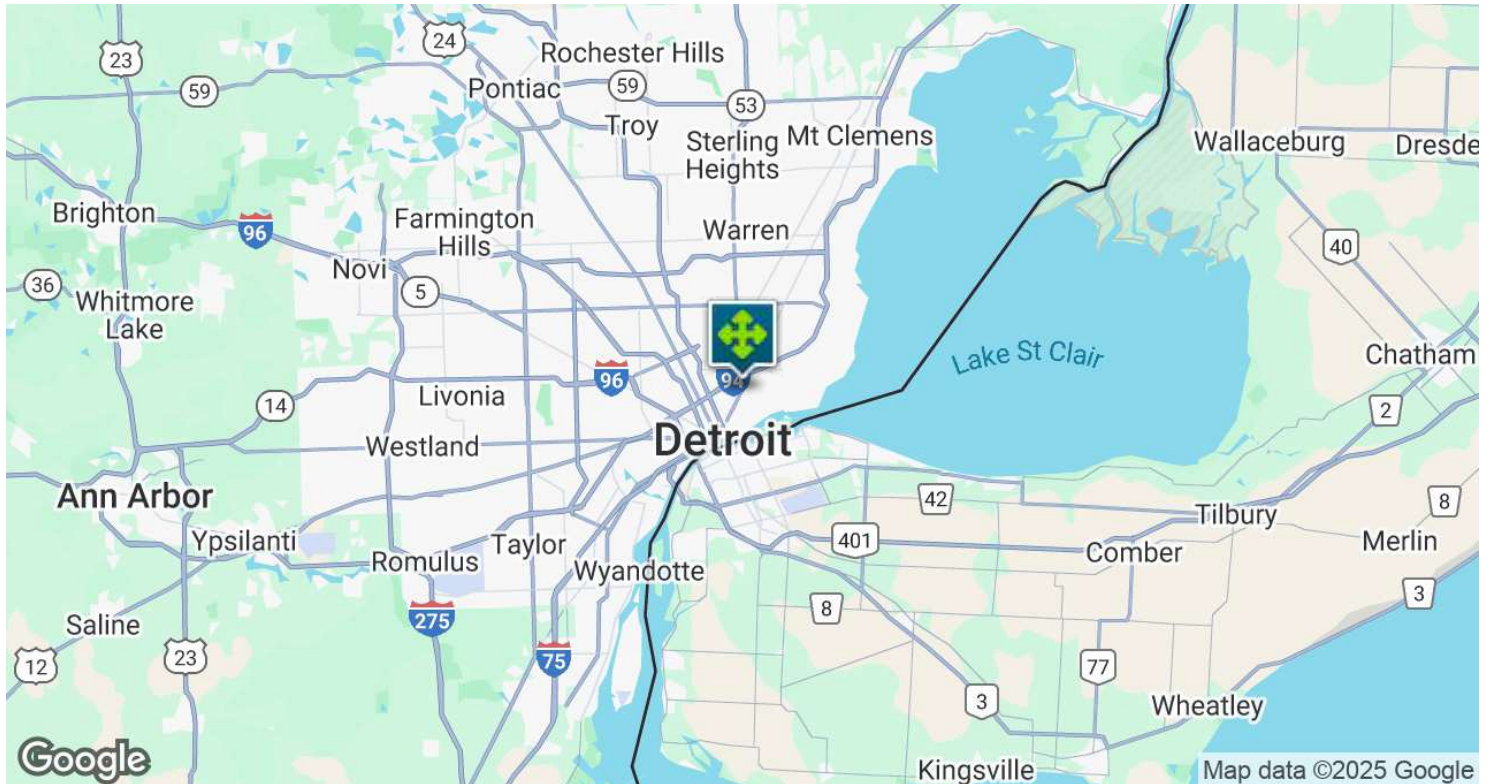 24
Rochester Hills
23
59
Pontiac
59
53
Troy
Sterling
Heights
Mt Clemens
Wallaceburg
Dresde
Brighton
96
Farmington
Hills
Warren
40
Novi
36
5
Whitmore
Lake
Lake St Clair
Chatham
96
94
Livonia
14
2
Westland
Detroit
Ann Arbor
42
8
Tilbury
Ypsilanti
Taylor
401
Merlin
Romulus
Comber
Wyandotte
3
8
275
Saline
12
23
75
77
3
Wheatley
Google
Kingsville
Map data ©2025 Google